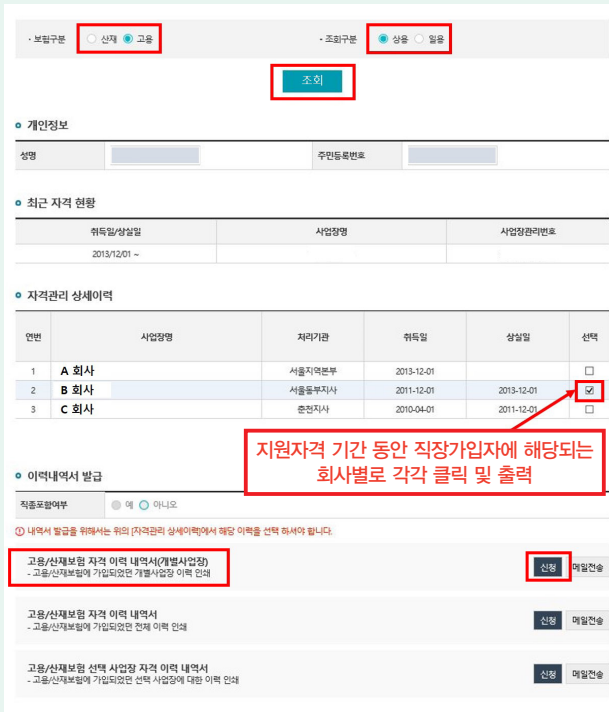 · 보험구분 산재 고용 · 조회구분 상용 일용
조회
개인정보
성명 주민등록번호
최근 자격 현황
취득일/상실일 사업장명 사업장관리번호
2013/12/01 ~
자격관리 상세이력
연번 사업장명 처리기관 취득일 상실일 선택
1 A 회사 서울지역본부 2013-12-01
2 B 회사 서울동부지사 2011-12-01 2013-12-01
3 C 회사 춘천지사 2010-04-01 2011-12-01
지원자격 기간 동안 직장가입자에 해당되는
회사별로 각각 클릭 및 출력
이력내역서 발급
직종포함여부 예 아니오
① 내역서 발급을 위해서는 위의 [자격관리 상세이력]에서 해당 이력을 선택 하셔야 합니다.
고용/산재보험 자격 이력 내역서(개별사업장)
- 고용/산재보험에 가입되었던 개별사업장 이력 인쇄
신청 메일전송
고용/산재보험 자격 이력 내역서
- 고용/산재보험에 가입되었던 전체 이력 인쇄
신청 메일전송
고용/산재보험 선택 사업장 자격 이력 내역서
- 고용/산재보험에 가입되었던 선택 사업장에 대한 이력 인쇄
신청 메일전송